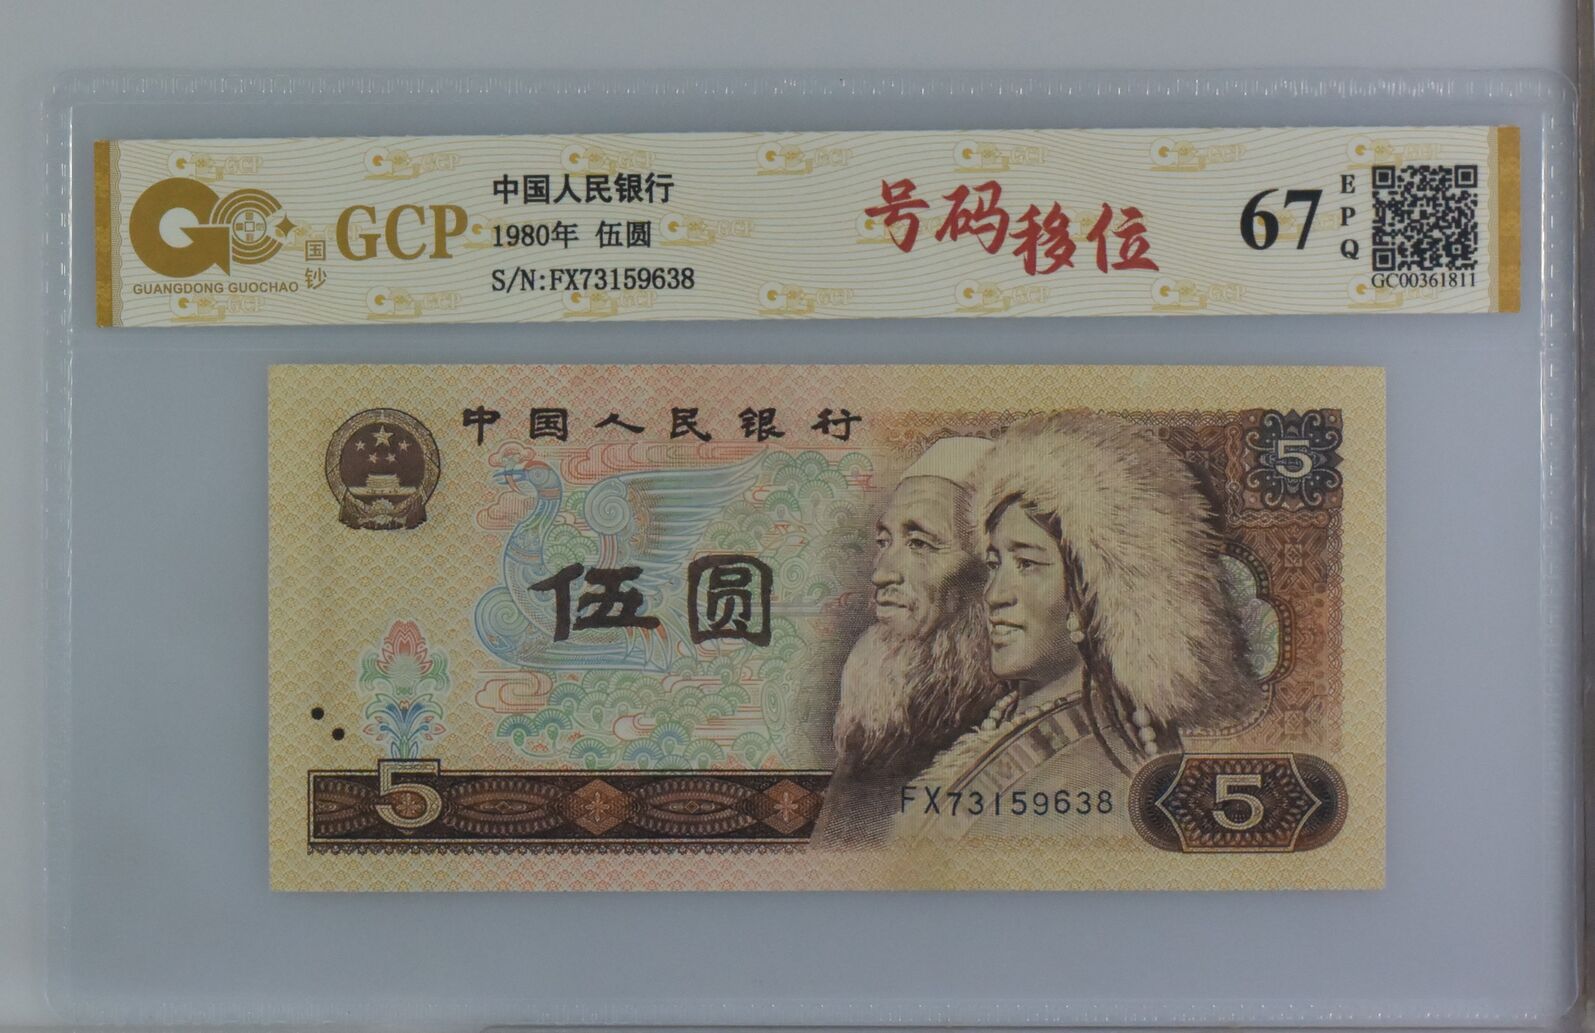 GCP
国钞
GUANGDONG GUOCHAO
中国人民银行
1980年 伍圆
S/N:FX73159638
号码移位
67
EPQ
GC00361811
中国人民银行
5
伍圆
5
FX73159638
5